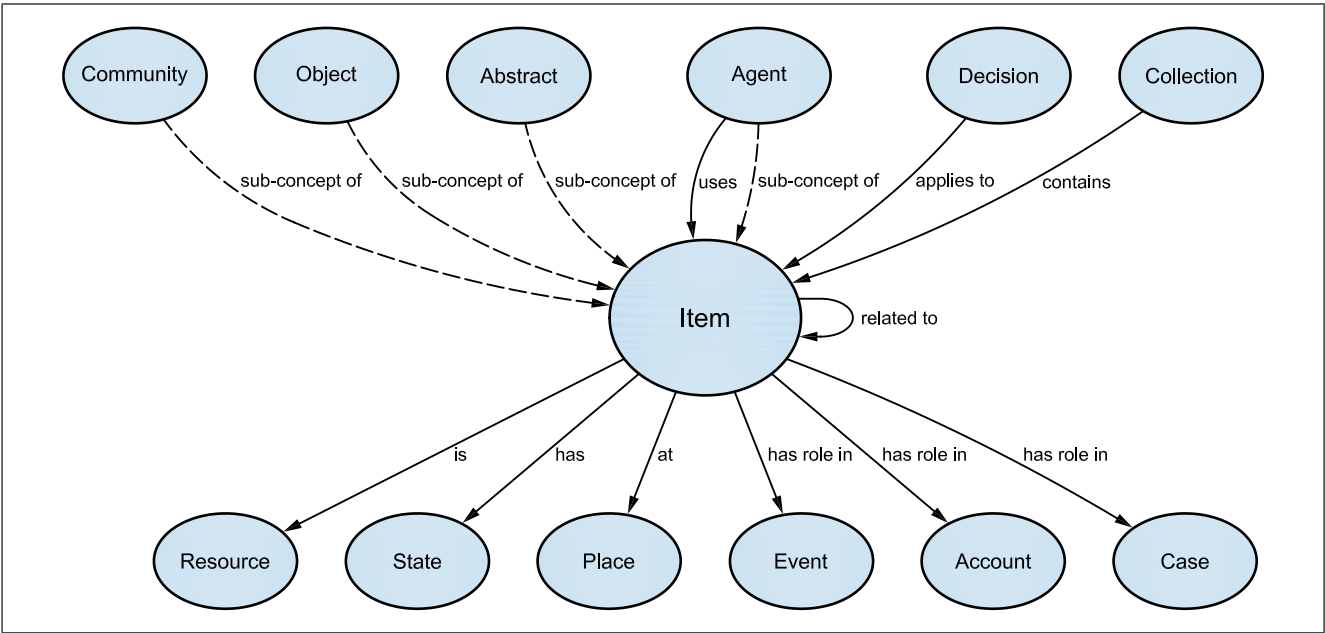 Community
Object
Abstract
Agent
Decision
Collection
sub-concept of
sub-concept of
sub-concept of
uses
sub-concept of
applies to
contains
Item
related to
is
has
at
has role in
has role in
has role in
Resource
State
Place
Event
Account
Case